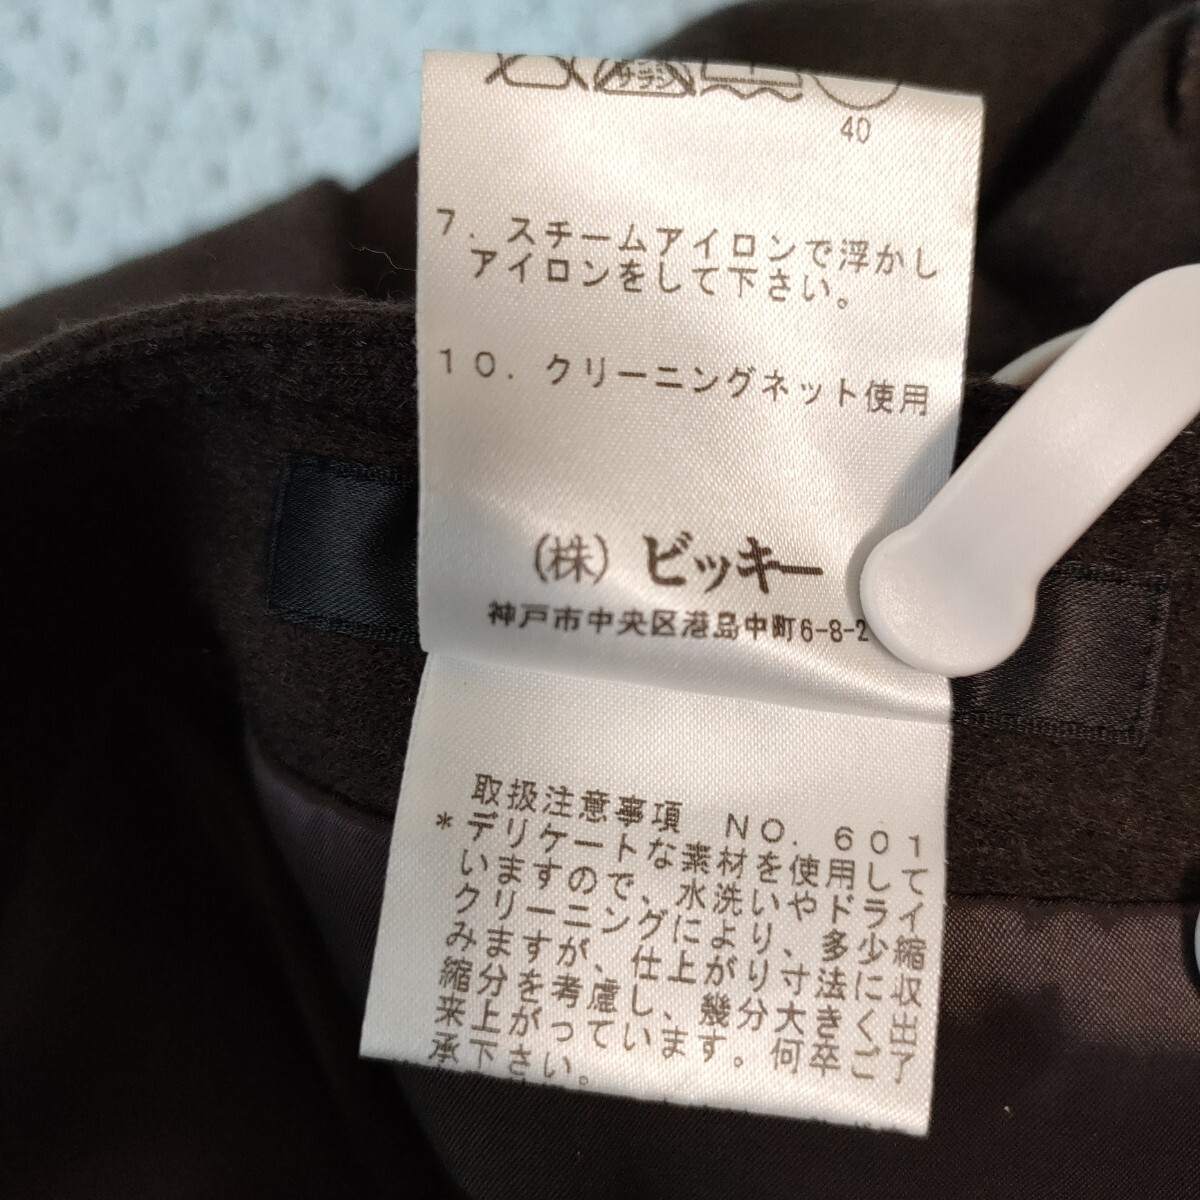 サラシ
40
7. スチームアイロンで浮かし
アイロンをして下さい。
10. クリーニングネット使用
(株) ビッキー
神戸市中央区港島中町6-8-2
取扱注意事項 NO. 601
*デリケートな素材を使用して
いますので、水洗いやドライ
クリーニングにより、多少縮
みますが、仕上がり寸法に収
縮分を考慮し、幾分大きく出
来上がっています。何卒ご了
承下さい。